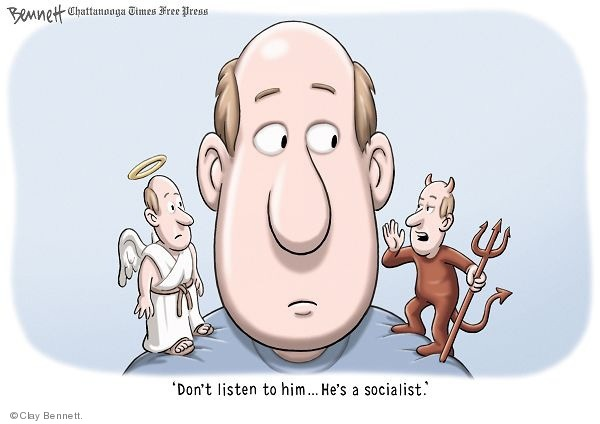 Bennett Chattanooga Times Free Press
'Don't listen to him... He's a socialist.'
©Clay Bennett.